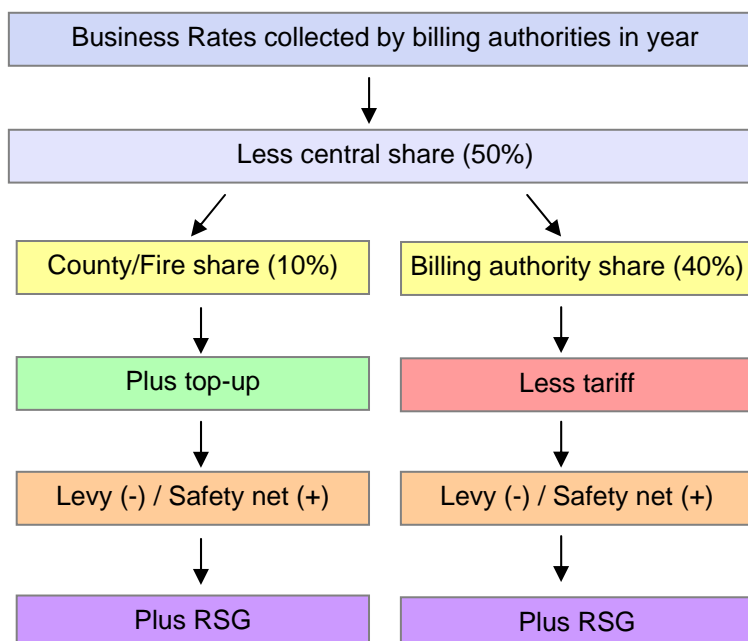 Business Rates collected by billing authorities in year
Less central share (50%)
County/Fire share (10%)
Billing authority share (40%)
Plus top-up
Less tariff
Levy (-) / Safety net (+)
Levy (-) / Safety net (+)
Plus RSG
Plus RSG